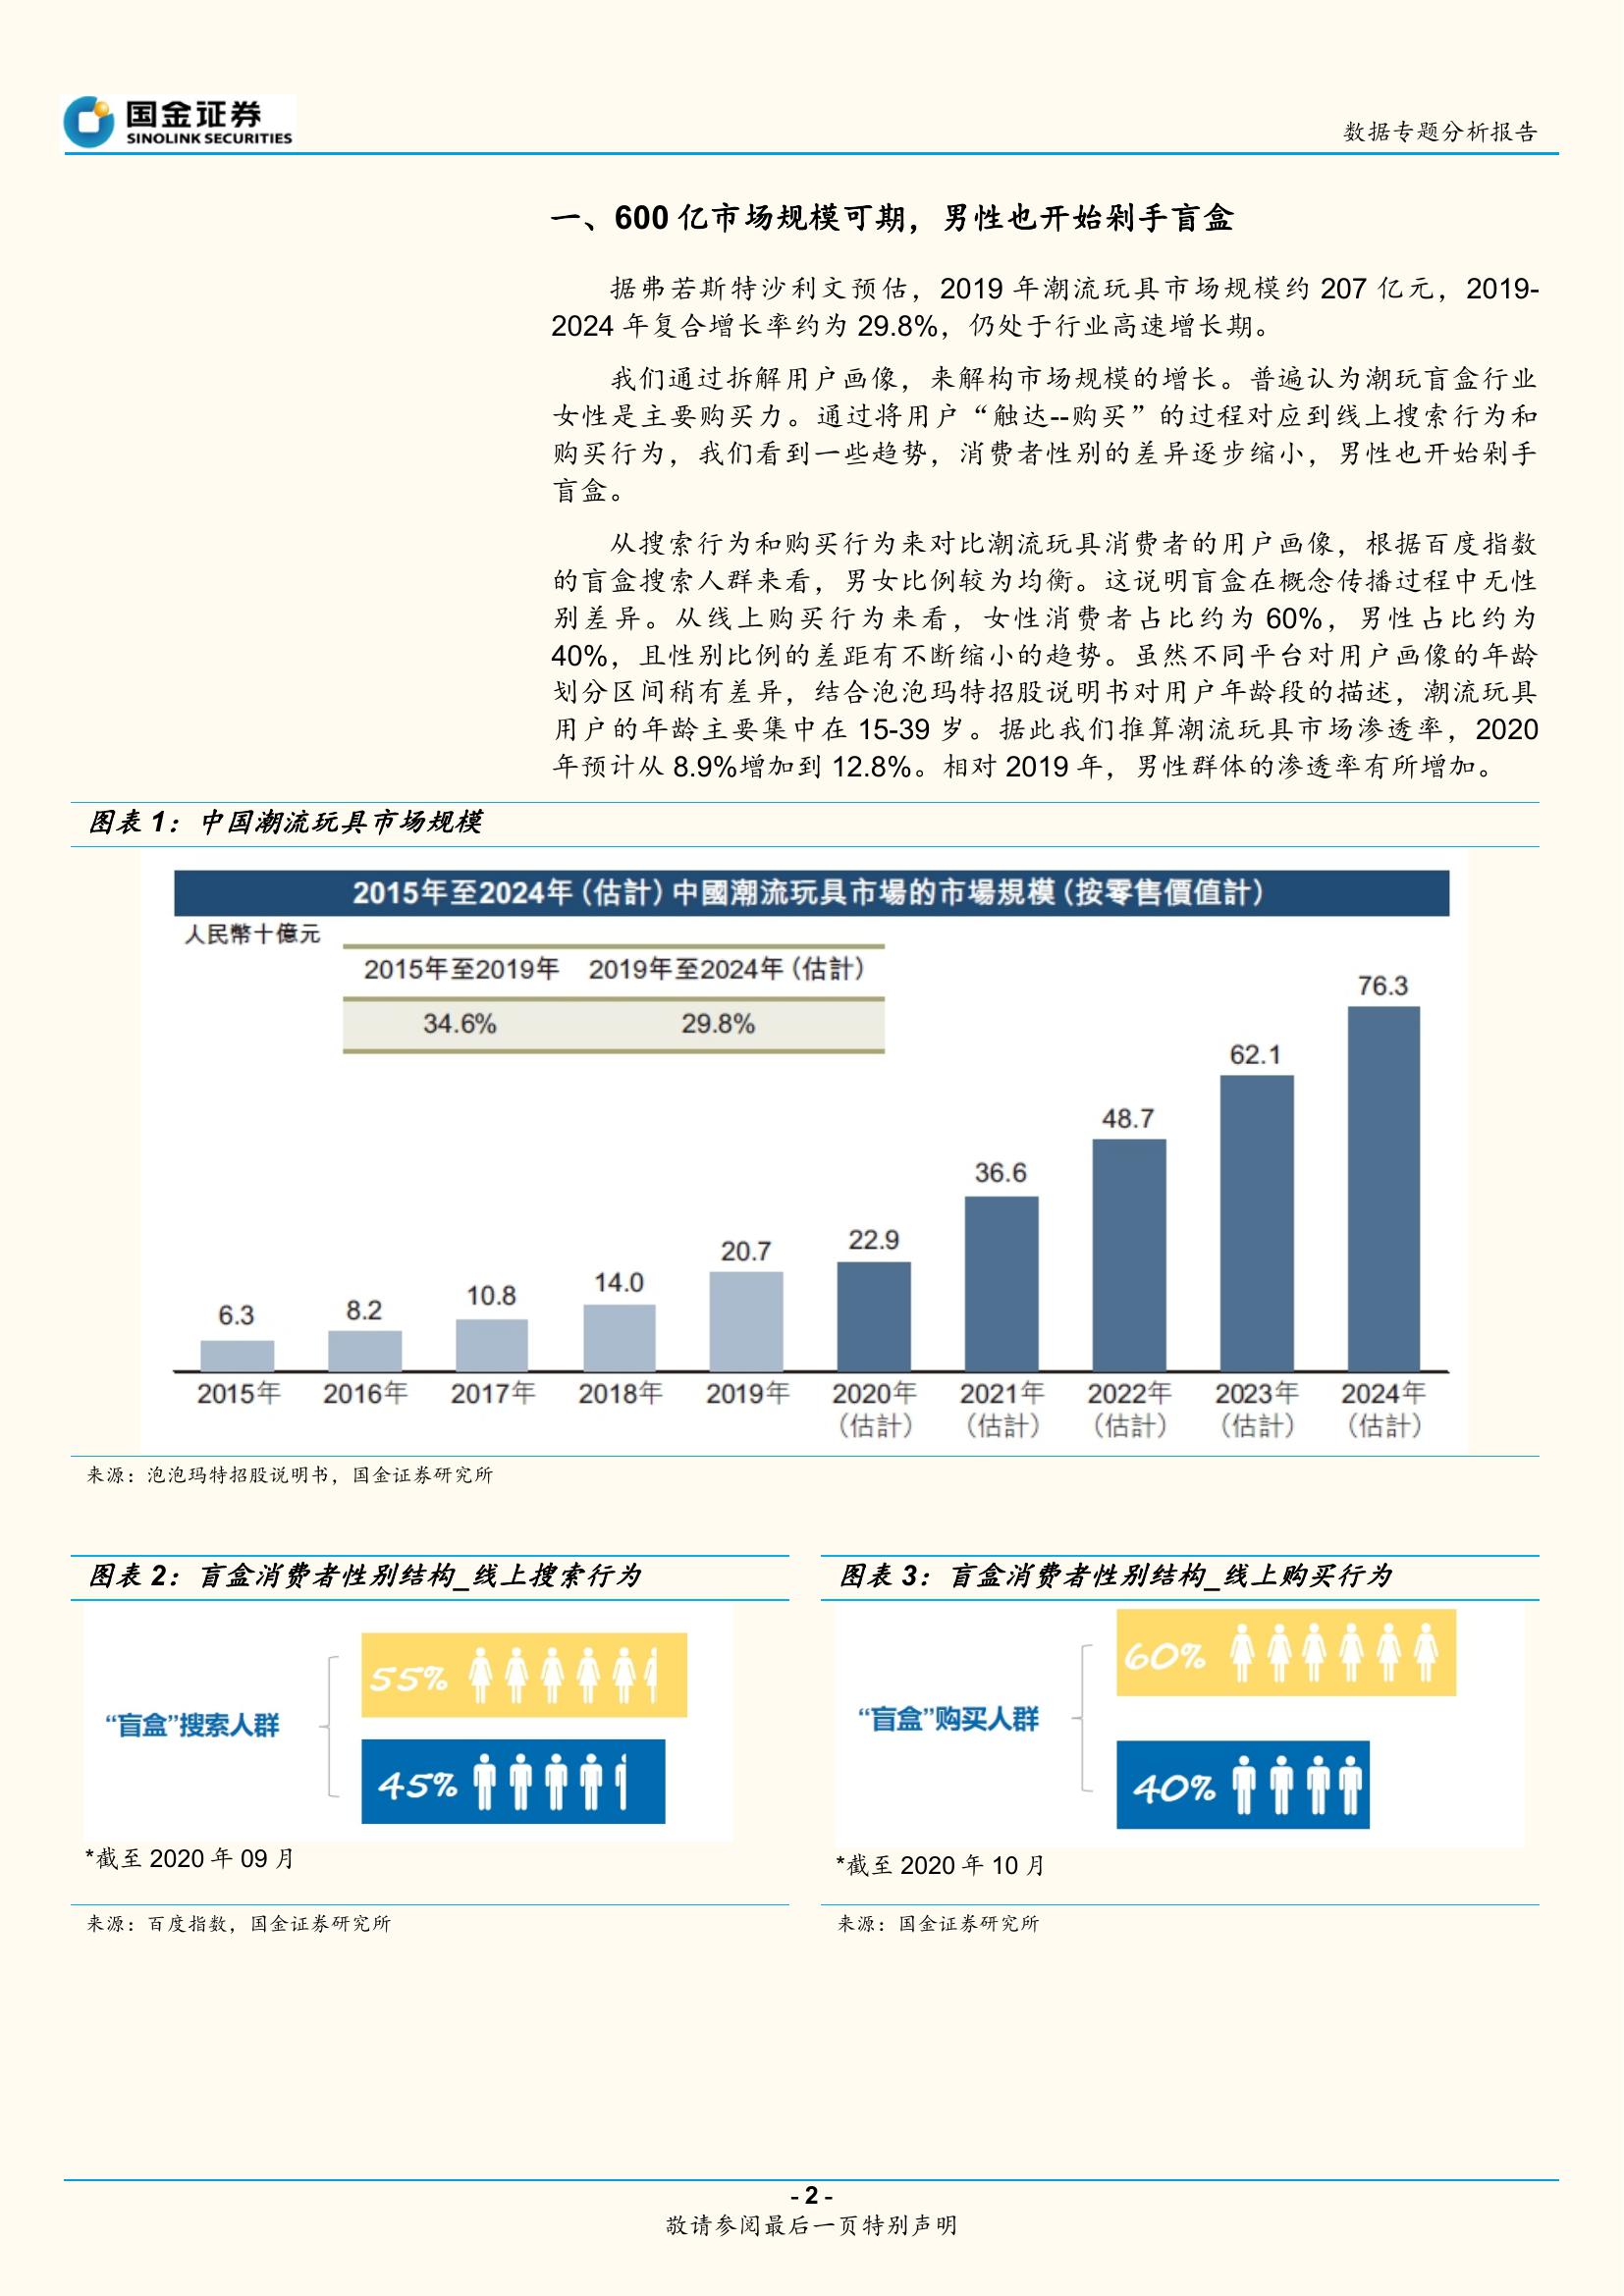 国金证券
SINOLINK SECURITIES
数据专题分析报告
一、600 亿市场规模可期，男性也开始剁手盲盒
据弗若斯特沙利文预估，2019 年潮流玩具市场规模约 207 亿元，2019-
2024 年复合增长率约为 29.8%，仍处于行业高速增长期。
我们通过拆解用户画像，来解构市场规模的增长。普遍认为潮玩盲盒行业
女性是主要购买力。通过将用户“触达--购买”的过程对应到线上搜索行为和
购买行为，我们看到一些趋势，消费者性别的差异逐步缩小，男性也开始剁手
盲盒。
从搜索行为和购买行为来对比潮流玩具消费者的用户画像，根据百度指数
的盲盒搜索人群来看，男女比例较为均衡。这说明盲盒在概念传播过程中无性
别差异。从线上购买行为来看，女性消费者占比约为 60%，男性占比约为
40%，且性别比例的差距有不断缩小的趋势。虽然不同平台对用户画像的年龄
划分区间稍有差异，结合泡泡玛特招股说明书对用户年龄段的描述，潮流玩具
用户的年龄主要集中在 15-39 岁。据此我们推算潮流玩具市场渗透率，2020
年预计从 8.9%增加到 12.8%。相对 2019 年，男性群体的渗透率有所增加。
图表 1：中国潮流玩具市场规模
2015年至2024年（估計）中國潮流玩具市場的市場規模（按零售價值計）
人民幣十億元
2015年至2019年 2019年至2024年（估計）
34.6% 29.8%
6.3 8.2 10.8 14.0 20.7 22.9 36.6 48.7 62.1 76.3
2015年 2016年 2017年 2018年 2019年 2020年 2021年 2022年 2023年 2024年
（估計） （估計） （估計） （估計） （估計）
来源：泡泡玛特招股说明书，国金证券研究所
图表 2：盲盒消费者性别结构_线上搜索行为
55%
“盲盒”搜索人群
45%
*截至 2020 年 09 月
来源：百度指数，国金证券研究所
图表 3：盲盒消费者性别结构_线上购买行为
60%
“盲盒”购买人群
40%
*截至 2020 年 10 月
来源：国金证券研究所
- 2 -
敬请参阅最后一页特别声明